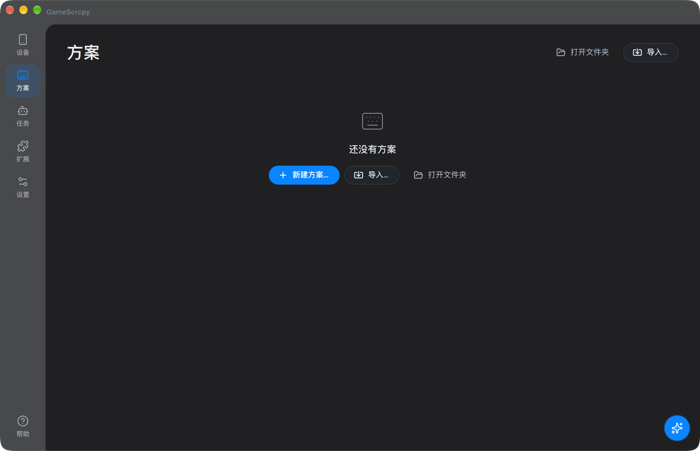 GameScrcpy
设备
方案
任务
扩展
设置
帮助
方案
打开文件夹
导入...
还没有方案
新建方案...
导入...
打开文件夹